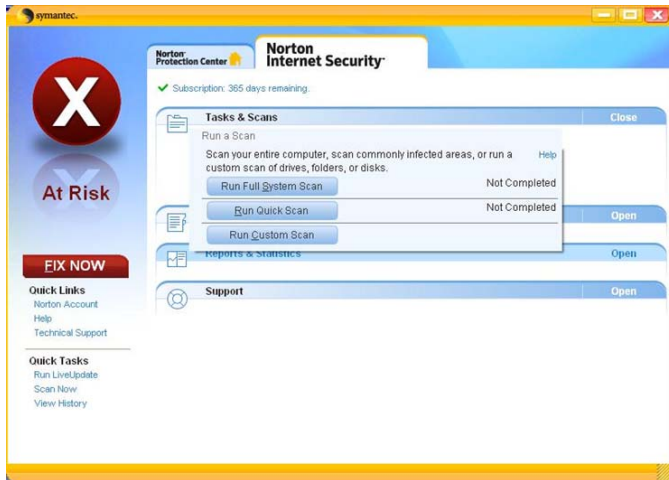 symantec.
Norton
Protection Center
Norton
Internet Security
Subscription: 365 days remaining.
X
At Risk
FIX NOW
Quick Links
Norton Account
Help
Technical Support
Quick Tasks
Run LiveUpdate
Scan Now
View History
Tasks & Scans
Close
Run a Scan
Scan your entire computer, scan commonly infected areas, or run a
custom scan of drives, folders, or disks.
Help
Run Full System Scan
Not Completed
Run Quick Scan
Not Completed
Run Custom Scan
Open
Reports & Statistics
Open
Support
Open